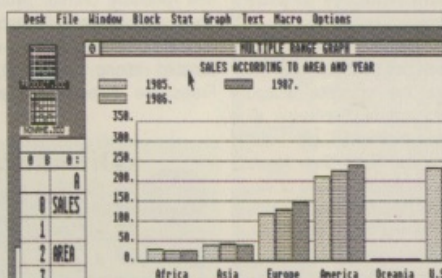 Desk File Window Block Stat Graph Text Macro Options
MULTIPLE RANGE GRAPH
SALES ACCORDING TO AREA AND YEAR
1985. 1987.
1986.
350.
300.
250.
200.
150.
100.
50.
0 B 0:
A
0 SALES
1
2 AREA
Africa Asia Europe America Oceania U.S